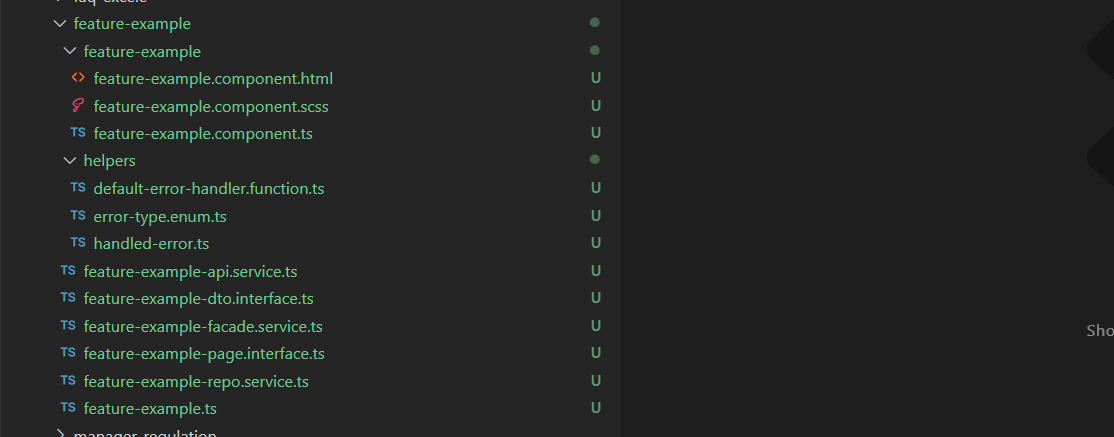 feature-example
feature-example
feature-example.component.html U
feature-example.component.scss U
TS feature-example.component.ts U
helpers
TS default-error-handler.function.ts U
TS error-type.enum.ts U
TS handled-error.ts U
TS feature-example-api.service.ts U
TS feature-example-dto.interface.ts U
TS feature-example-facade.service.ts U
TS feature-example-page.interface.ts U
Sho
TS feature-example-repo.service.ts U
TS feature-example.ts U
manager_regulation